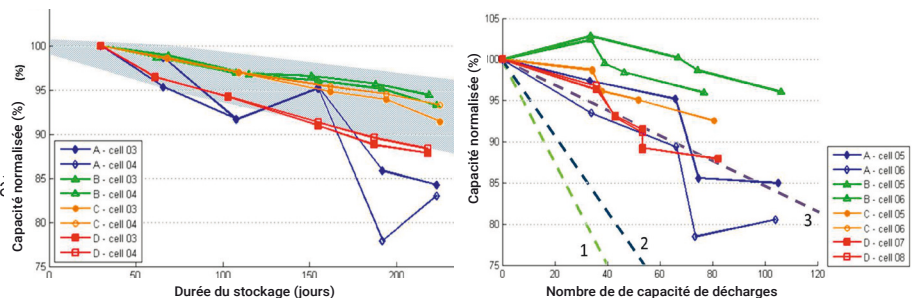 100
95
90
85
80
75
(%)
Capacité normalisée (%)
A - cell 03
A - cell 04
B - cell 03
B - cell 04
C - cell 03
C - cell 04
D - cell 03
D - cell 04
0
50
100
150
200
Durée du stockage (jours)
105
100
95
90
85
80
75
Capacité normalisée (%)
1
2
3
0
20
40
60
80
100
120
Nombre de de capacité de décharges
A - cell 05
A - cell 06
B - cell 05
B - cell 06
C - cell 05
C - cell 06
D - cell 07
D - cell 08